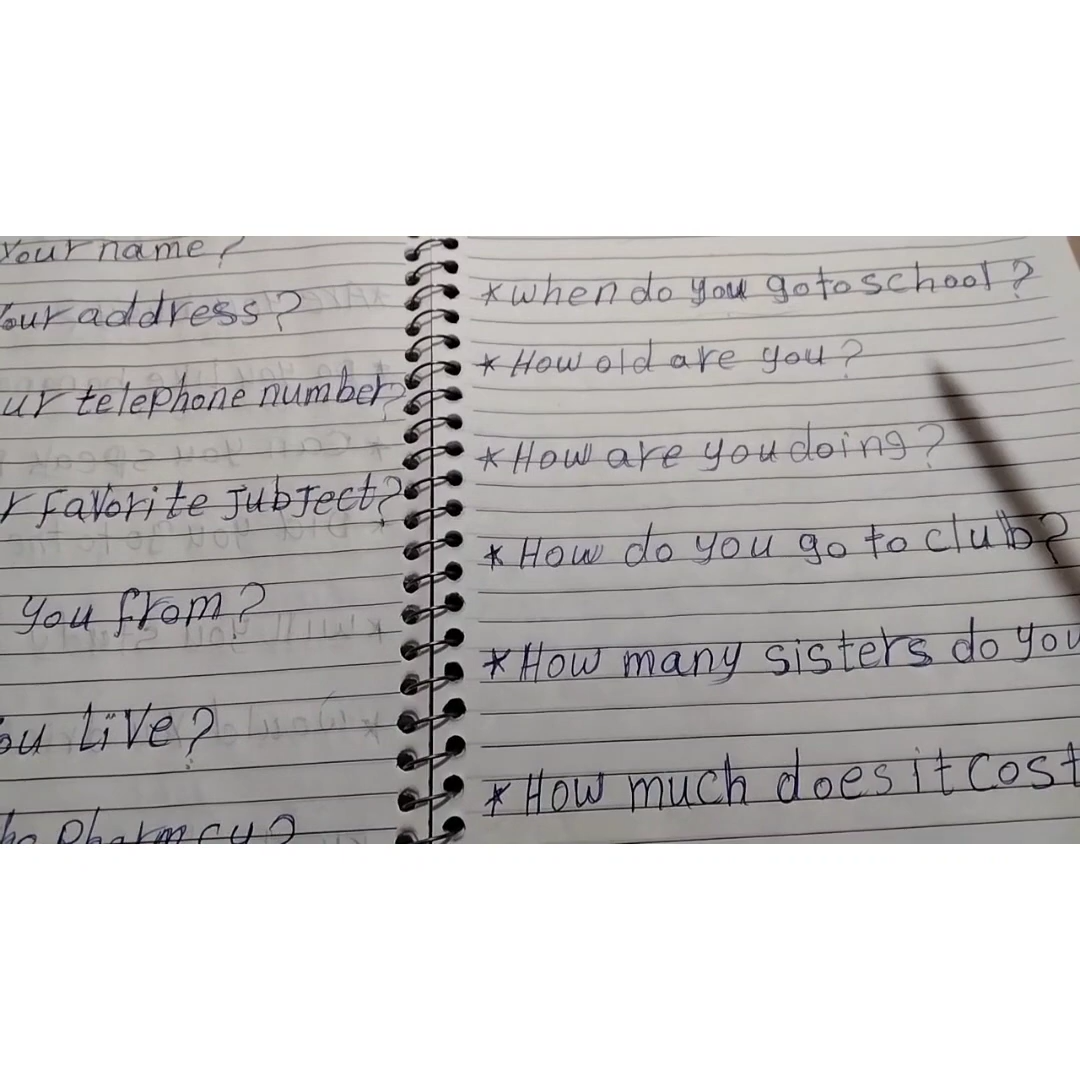 Your name?
Your address?
ur telephone number?
r favorite Jubject?
you from?
ou live?
Pharmcy?
*when do you go to school?
*How old are you?
*How are you doing?
*How do you go to club?
*How many sisters do you
*How much does it cost